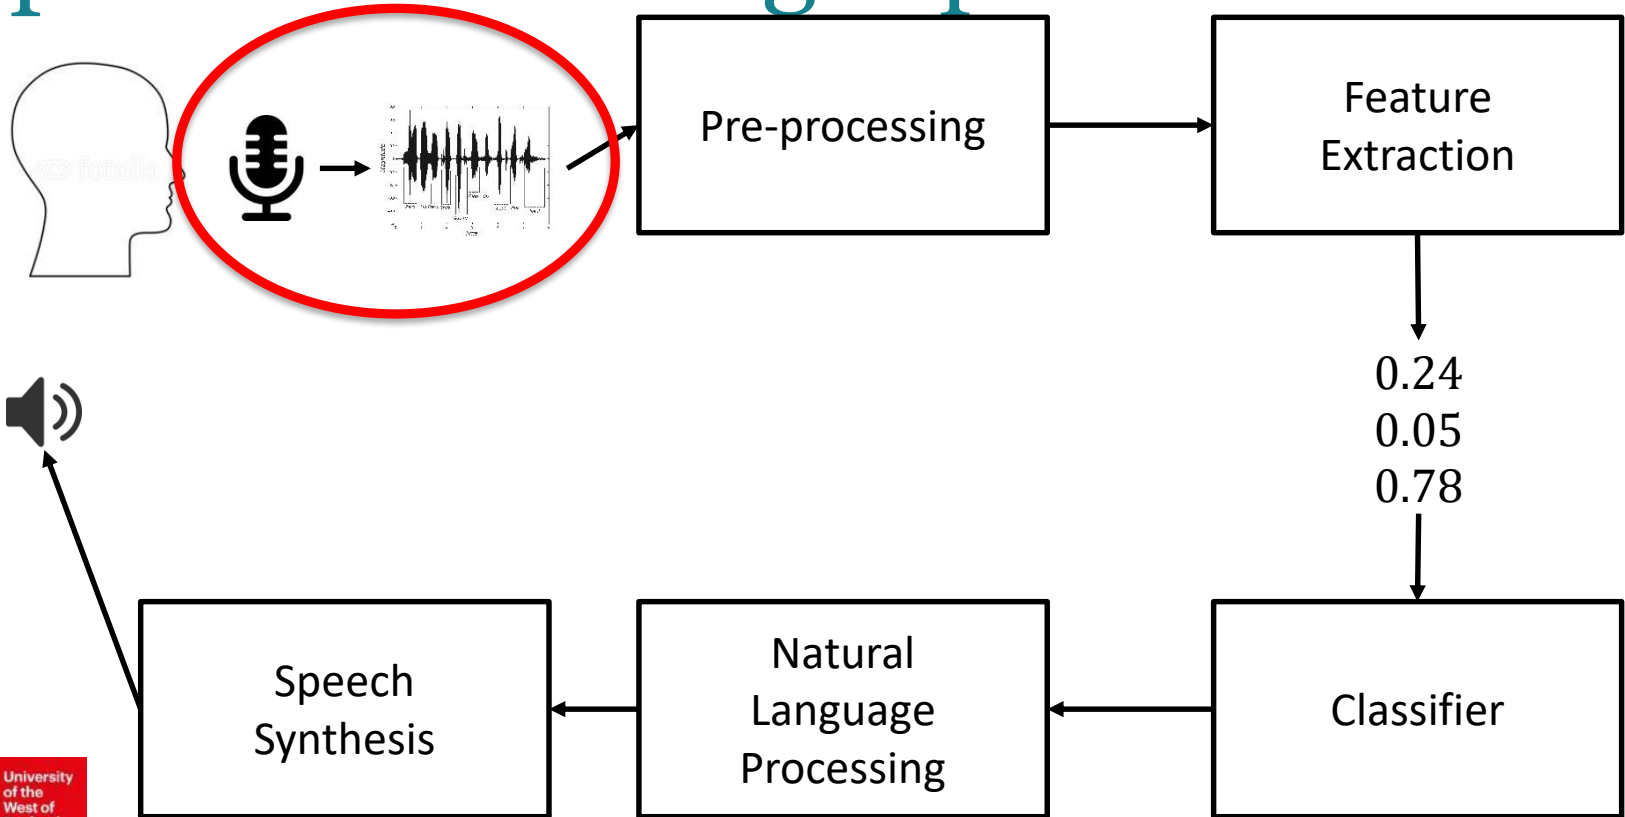 Pre-processing
Feature
Extraction
0.24
0.05
0.78
Speech
Synthesis
Natural
Language
Processing
Classifier
University
of the
West of